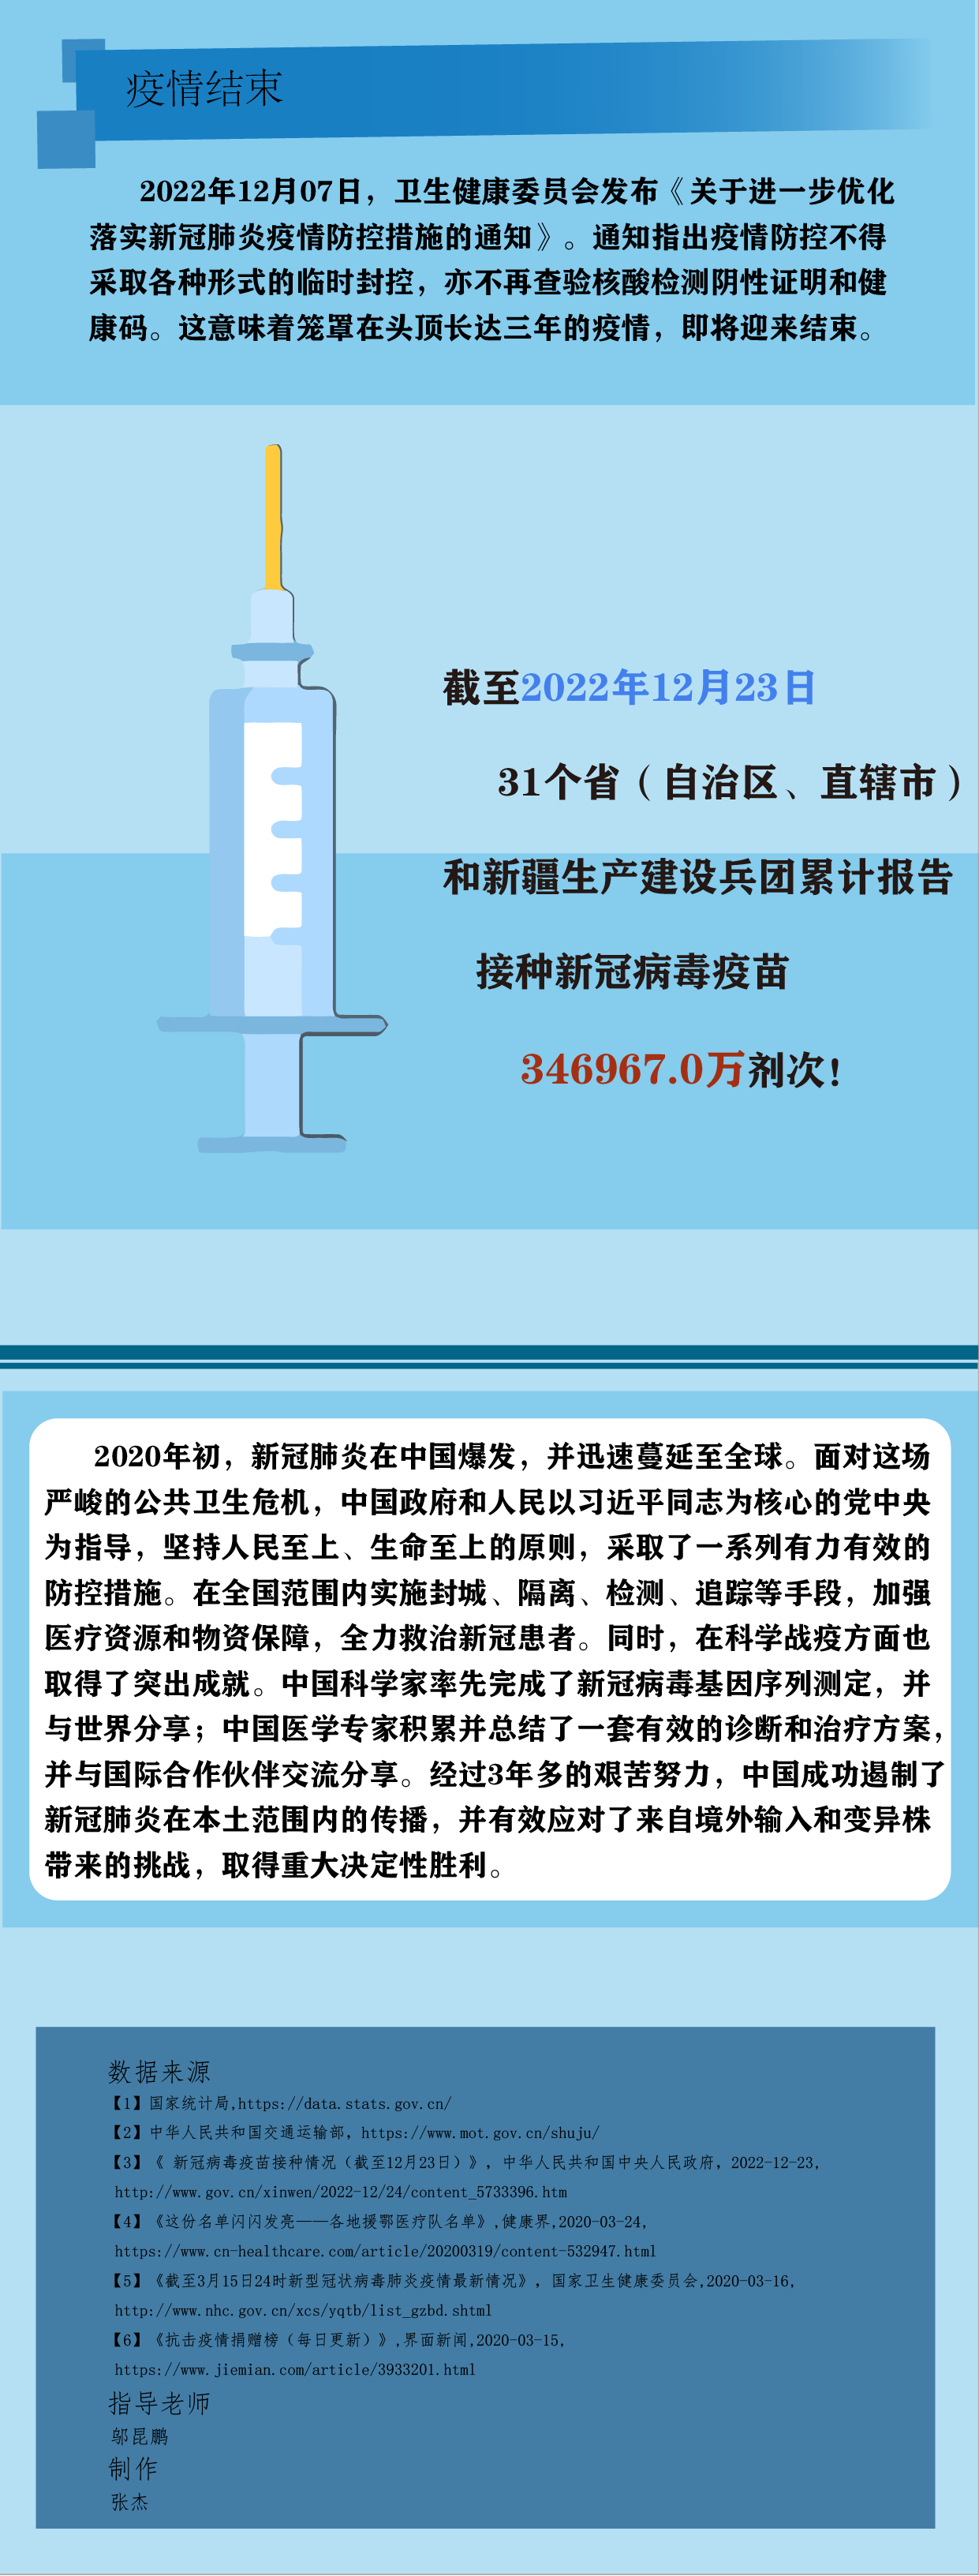 疫情结束
2022年12月07日，卫生健康委员会发布《关于进一步优化
落实新冠肺炎疫情防控措施的通知》。通知指出疫情防控不得
采取各种形式的临时封控，亦不再查验核酸检测阴性证明和健
康码。这意味着笼罩在头顶长达三年的疫情，即将迎来结束。
截至2022年12月23日
31个省（自治区、直辖市）
和新疆生产建设兵团累计报告
接种新冠病毒疫苗
346967.0万剂次！
2020年初，新冠肺炎在中国爆发，并迅速蔓延至全球。面对这场
严峻的公共卫生危机，中国政府和人民以习近平同志为核心的党中央
为指导，坚持人民至上、生命至上的原则，采取了一系列有力有效的
防控措施。在全国范围内实施封城、隔离、检测、追踪等手段，加强
医疗资源和物资保障，全力救治新冠患者。同时，在科学战疫方面也
取得了突出成就。中国科学家率先完成了新冠病毒基因序列测定，并
与世界分享；中国医学专家积累并总结了一套有效的诊断和治疗方案，
并与国际合作伙伴交流分享。经过3年多的艰苦努力，中国成功遏制了
新冠肺炎在本土范围内的传播，并有效应对了来自境外输入和变异株
带来的挑战，取得重大决定性胜利。
数据来源
【1】国家统计局,https://data.stats.gov.cn/
【2】中华人民共和国交通运输部，https://www.mot.gov.cn/shuju/
【3】《 新冠病毒疫苗接种情况（截至12月23日）》，中华人民共和国中央人民政府，2022-12-23,
http://www.gov.cn/xinwen/2022-12/24/content_5733396.htm
【4】《这份名单闪闪发亮——各地援鄂医疗队名单》,健康界,2020-03-24,
https://www.cn-healthcare.com/article/20200319/content-532947.html
【5】《截至3月15日24时新型冠状病毒肺炎疫情最新情况》，国家卫生健康委员会,2020-03-16,
http://www.nhc.gov.cn/xcs/yqtb/list_gzbd.shtml
【6】《抗击疫情捐赠榜（每日更新）》,界面新闻,2020-03-15,
https://www.jiemian.com/article/3933201.html
指导老师
邬昆鹏
制作
张杰